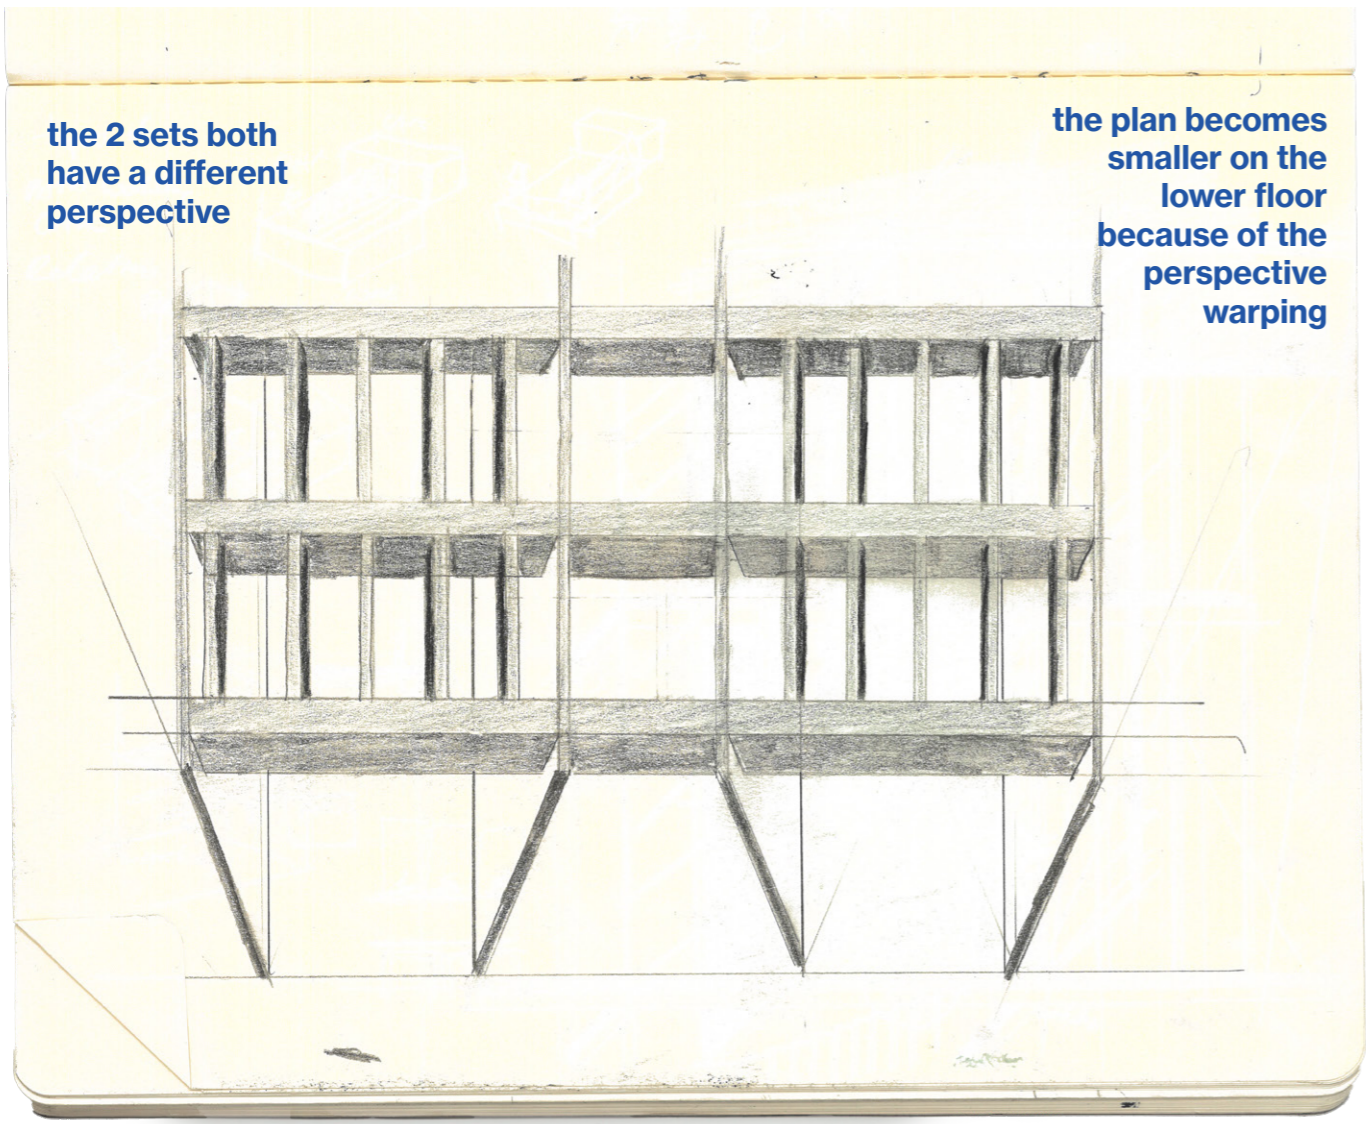 the 2 sets both
have a different
perspective
the plan becomes
smaller on the
lower floor
because of the
perspective
warping